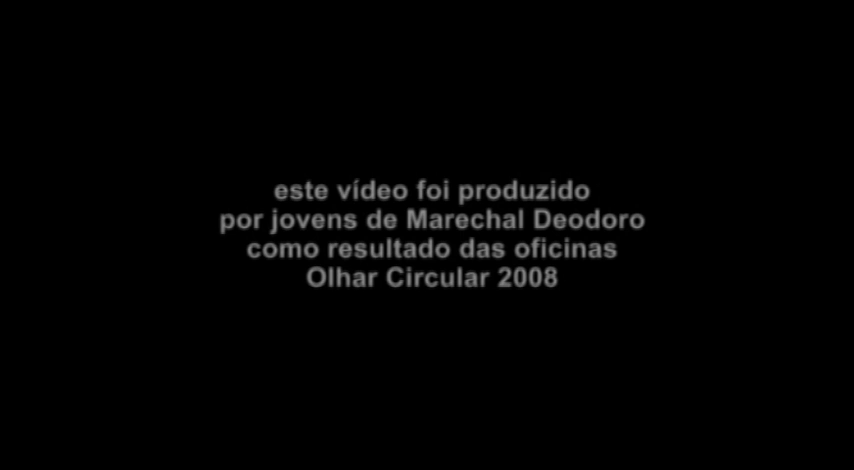 este vídeo foi produzido
por jovens de Marechal Deodoro
como resultado das oficinas
Olhar Circular 2008